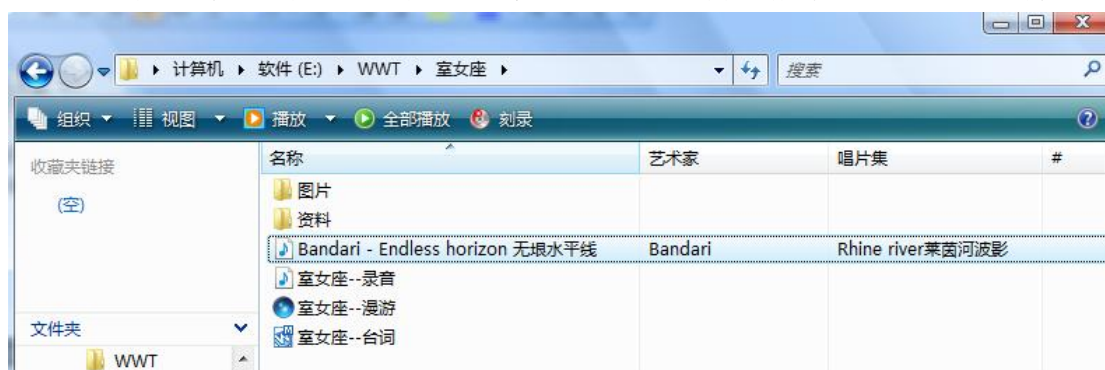 计算机 ▸ 软件 (E:) ▸ WWT ▸ 室女座 ▸ 搜索
组织 视图 播放 全部播放 刻录
收藏夹链接
(空)
文件夹
WWT
名称 艺术家 唱片集 #
图片
资料
Bandari - Endless horizon 无垠水平线 Bandari Rhine river莱茵河波影
室女座--录音
室女座--漫游
室女座--台词